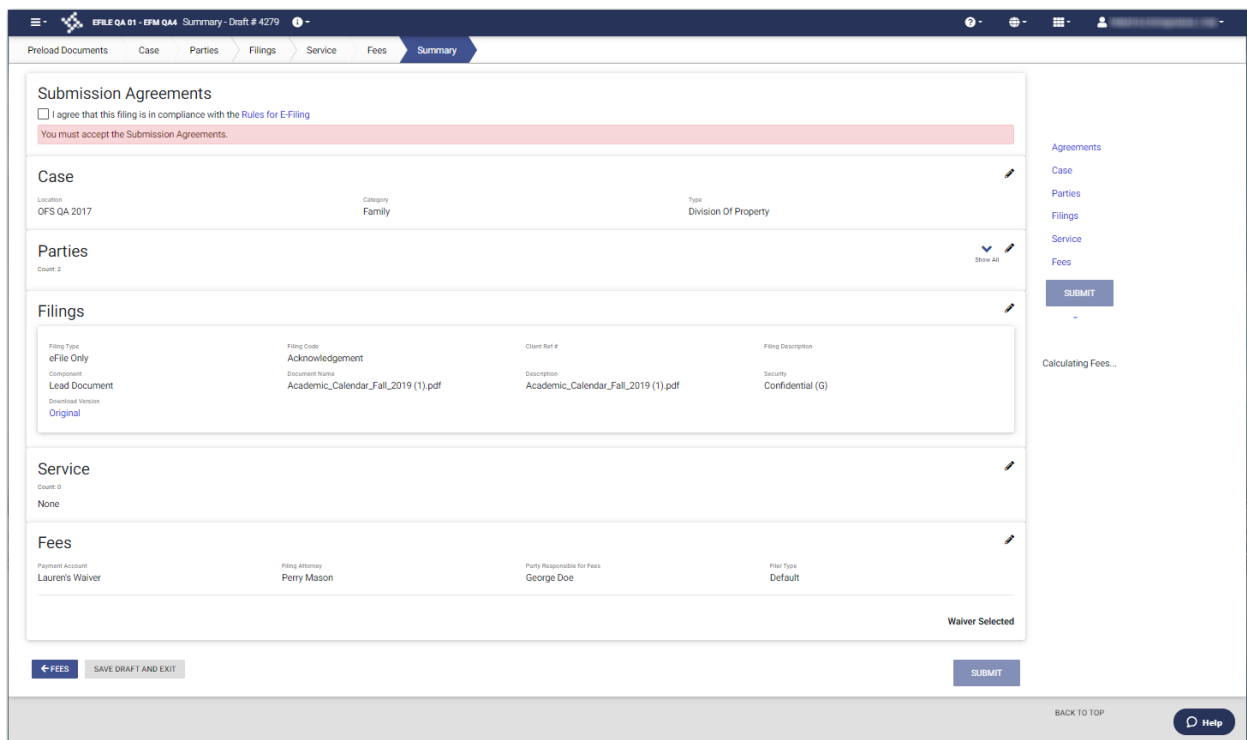 EFILE QA 01 - EFM QA4 Summary - Draft # 4279
Preload Documents Case Parties Filings Service Fees Summary
Submission Agreements
I agree that this filing is in compliance with the Rules for E-Filing
You must accept the Submission Agreements.
Case
Location Category Type
OFS QA 2017 Family Division Of Property
Parties
Count: 2
Show All
Filings
Filing Type Filing Code Client Ref # Filing Description
eFile Only Acknowledgement
Component Document Name Description Security
Lead Document Academic_Calendar_Fall_2019 (1).pdf Academic_Calendar_Fall_2019 (1).pdf Confidential (G)
Download Version
Original
Service
Count: 0
None
Fees
Payment Account Filing Attorney Party Responsible for Fees Filer Type
Lauren's Waiver Perry Mason George Doe Default
Waiver Selected
FEES SAVE DRAFT AND EXIT SUBMIT
Agreements
Case
Parties
Filings
Service
Fees
SUBMIT
Calculating Fees...
BACK TO TOP
Help